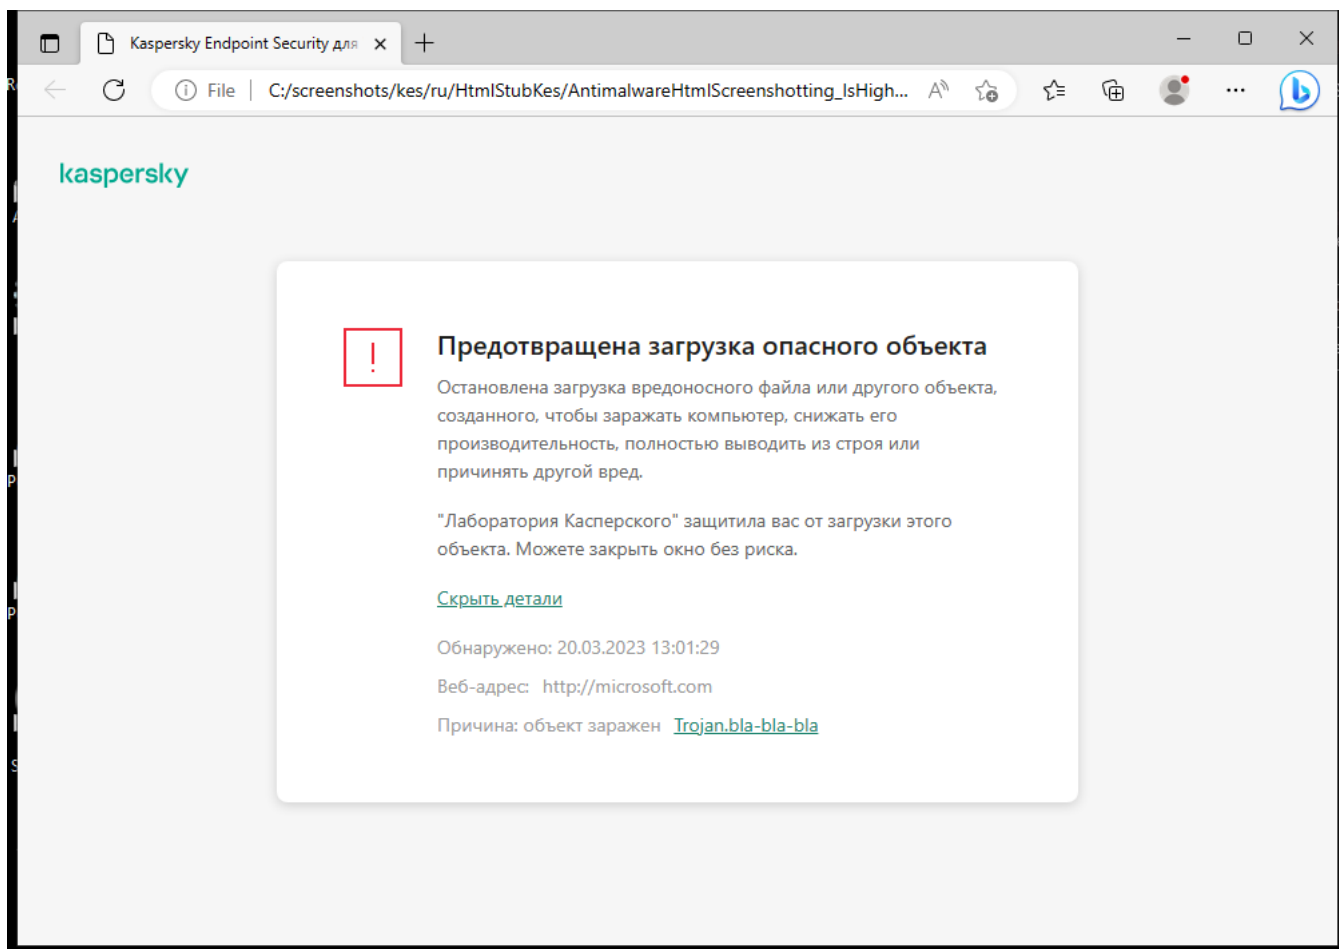 Kaspersky Endpoint Security для
File | C:/screenshots/kes/ru/HtmlStubKes/AntimalwareHtmlScreenshotting_IsHigh...
kaspersky
!
Предотвращена загрузка опасного объекта
Остановлена загрузка вредоносного файла или другого объекта,
созданного, чтобы заражать компьютер, снижать его
производительность, полностью выводить из строя или
причинять другой вред.
"Лаборатория Касперского" защитила вас от загрузки этого
объекта. Можете закрыть окно без риска.
Скрыть детали
Обнаружено: 20.03.2023 13:01:29
Веб-адрес: http://microsoft.com
Причина: объект заражен Trojan.bla-bla-bla